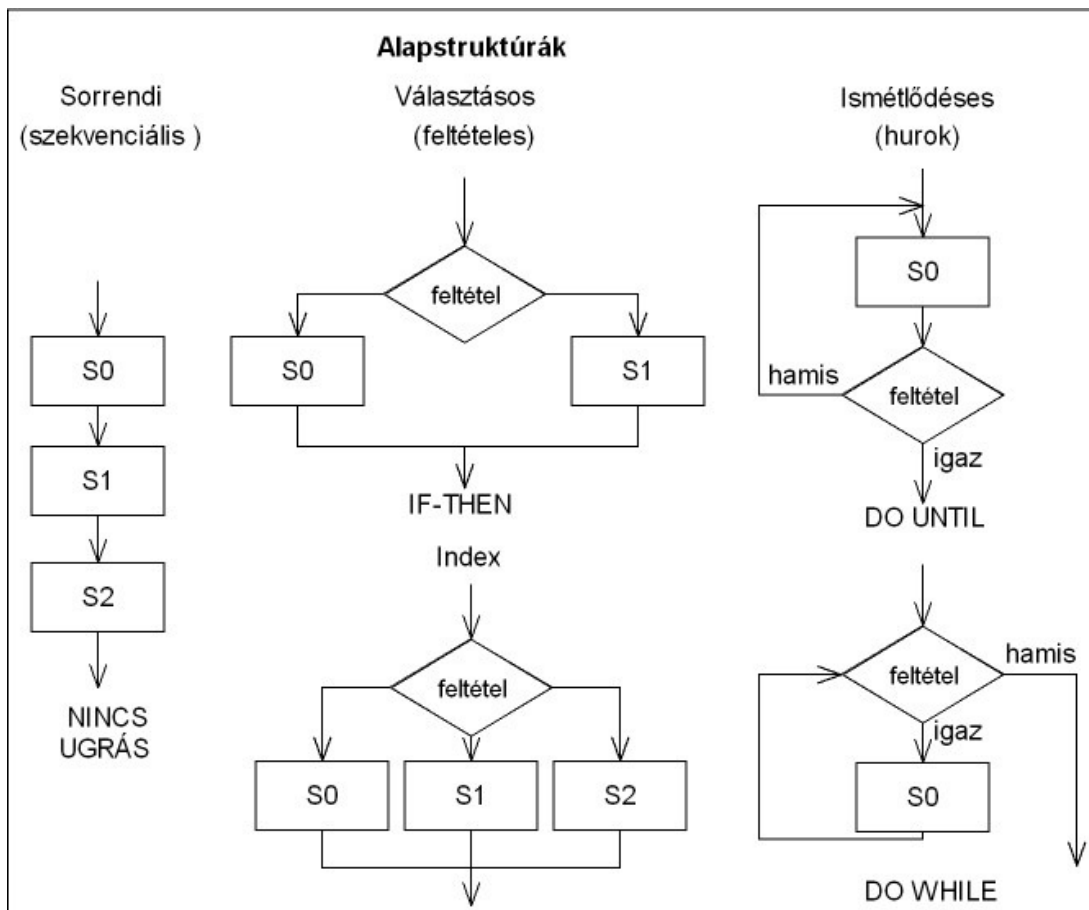 Alapstruktúrák
Sorrendi
(szekvenciális )
S0
S1
S2
NINCS
UGRÁS
Választásos
(feltételes)
feltétel
S0
S1
IF-THEN
Index
feltétel
S0
S1
S2
Ismétlődéses
(hurok)
S0
hamis
feltétel
igaz
DO UNTIL
hamis
feltétel
igaz
S0
DO WHILE